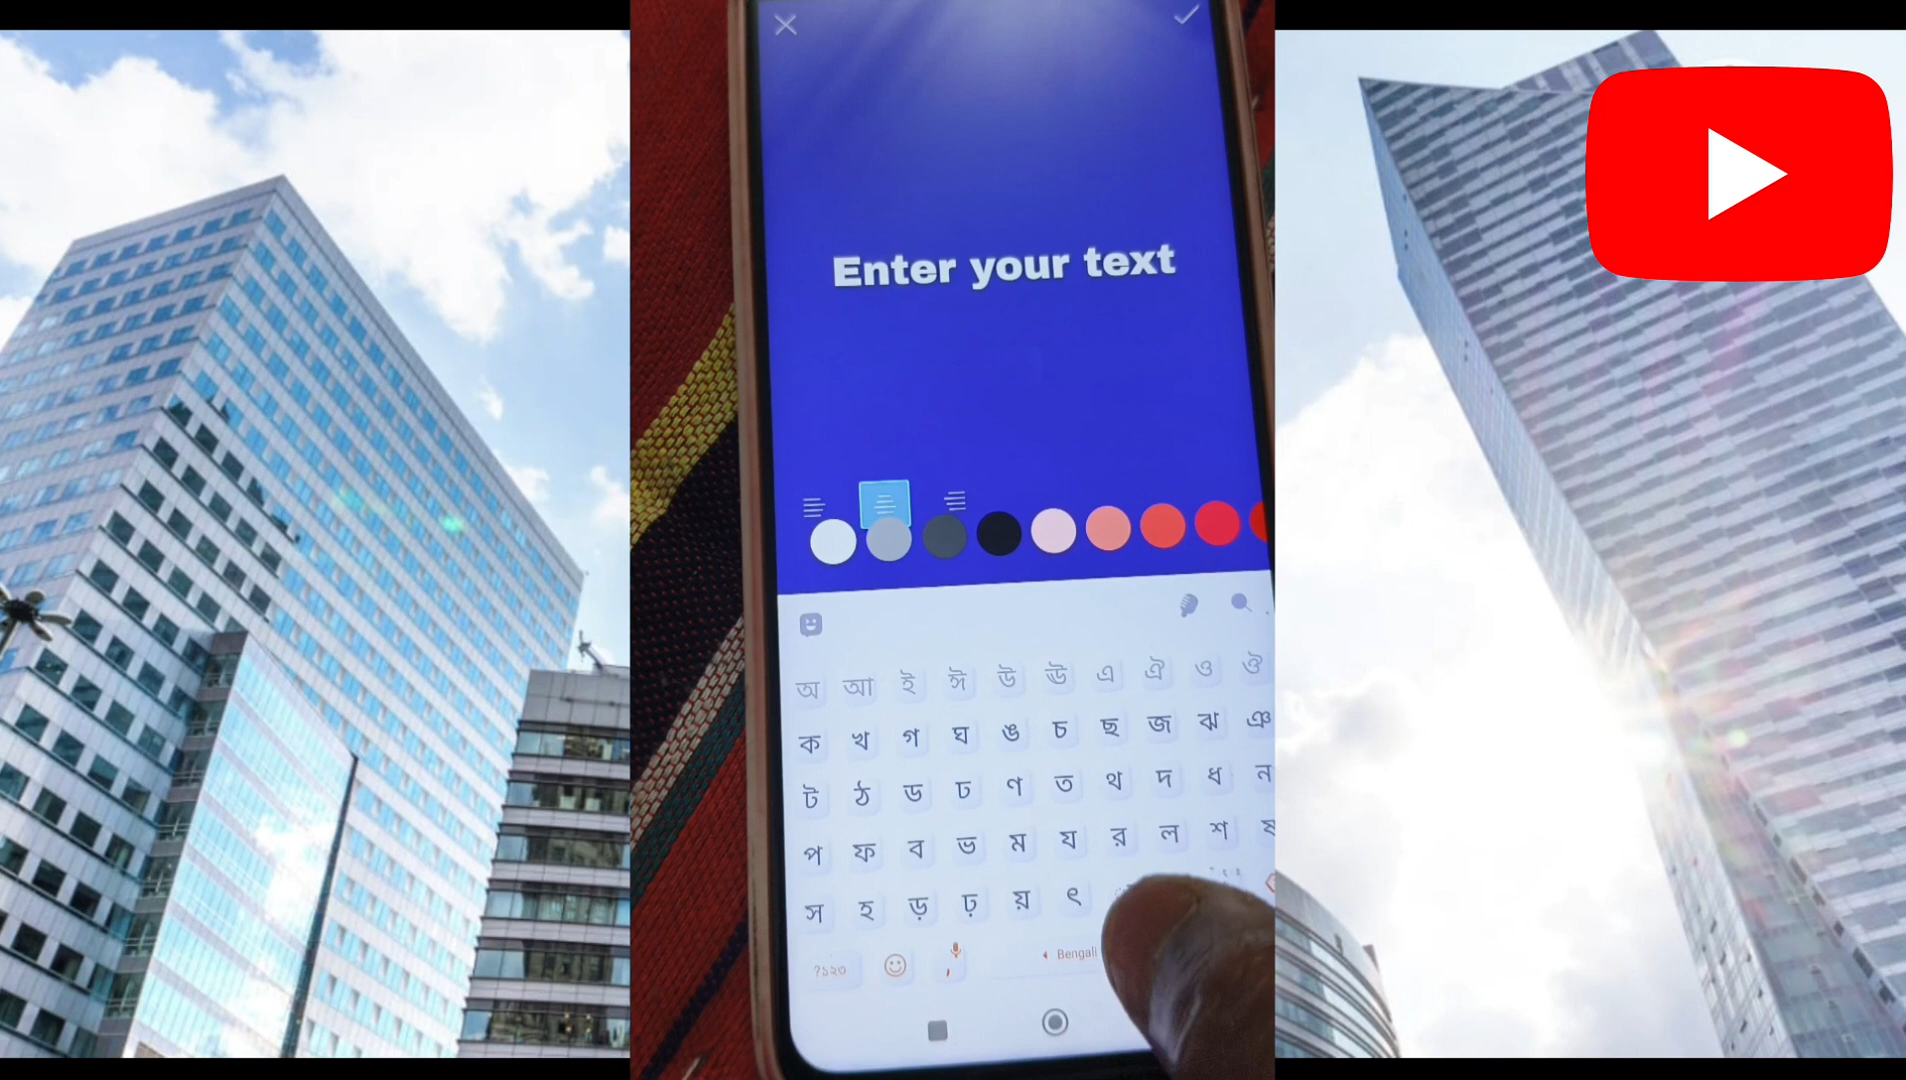 Enter your text
অ আ ই ঈ উ ঊ এ ঐ ও ঔ
ক খ গ ঘ ঙ চ ছ জ ঝ ঞ
ট ঠ ড ঢ ণ ত থ দ ধ ন
প ফ ব ভ ম য র ল শ ষ
স হ ড় ঢ় য় ৎ
?১২৩ , Bengali